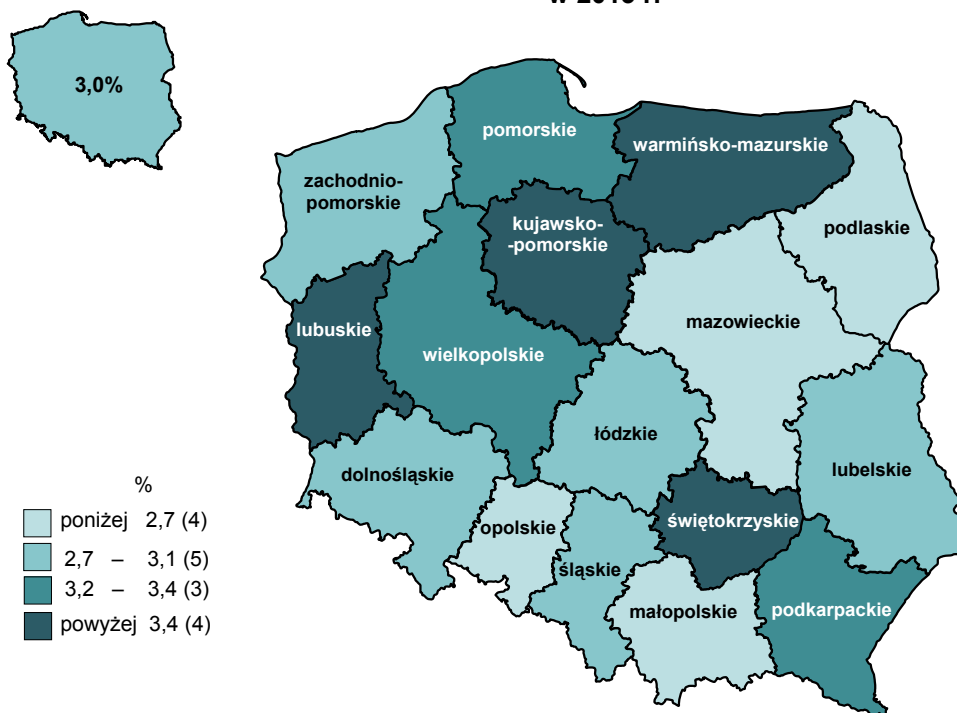 3,0%
pomorskie
warmińsko-mazurskie
zachodnio-
pomorskie
kujawsko-
-pomorskie
podlaskie
lubuskie
mazowieckie
wielkopolskie
łódzkie
dolnośląskie
lubelskie
opolskie
świętokrzyskie
śląskie
małopolskie
podkarpackie
%
poniżej 2,7 (4)
2,7 – 3,1 (5)
3,2 – 3,4 (3)
powyżej 3,4 (4)